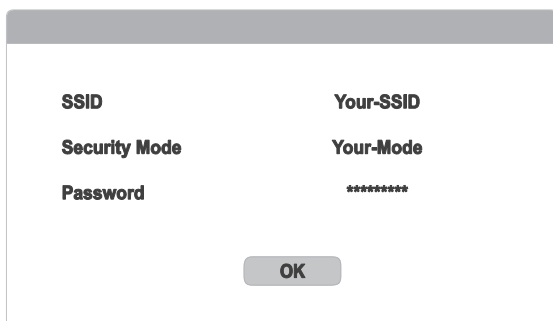 SSID Your-SSID
Security Mode Your-Mode
Password *********
OK